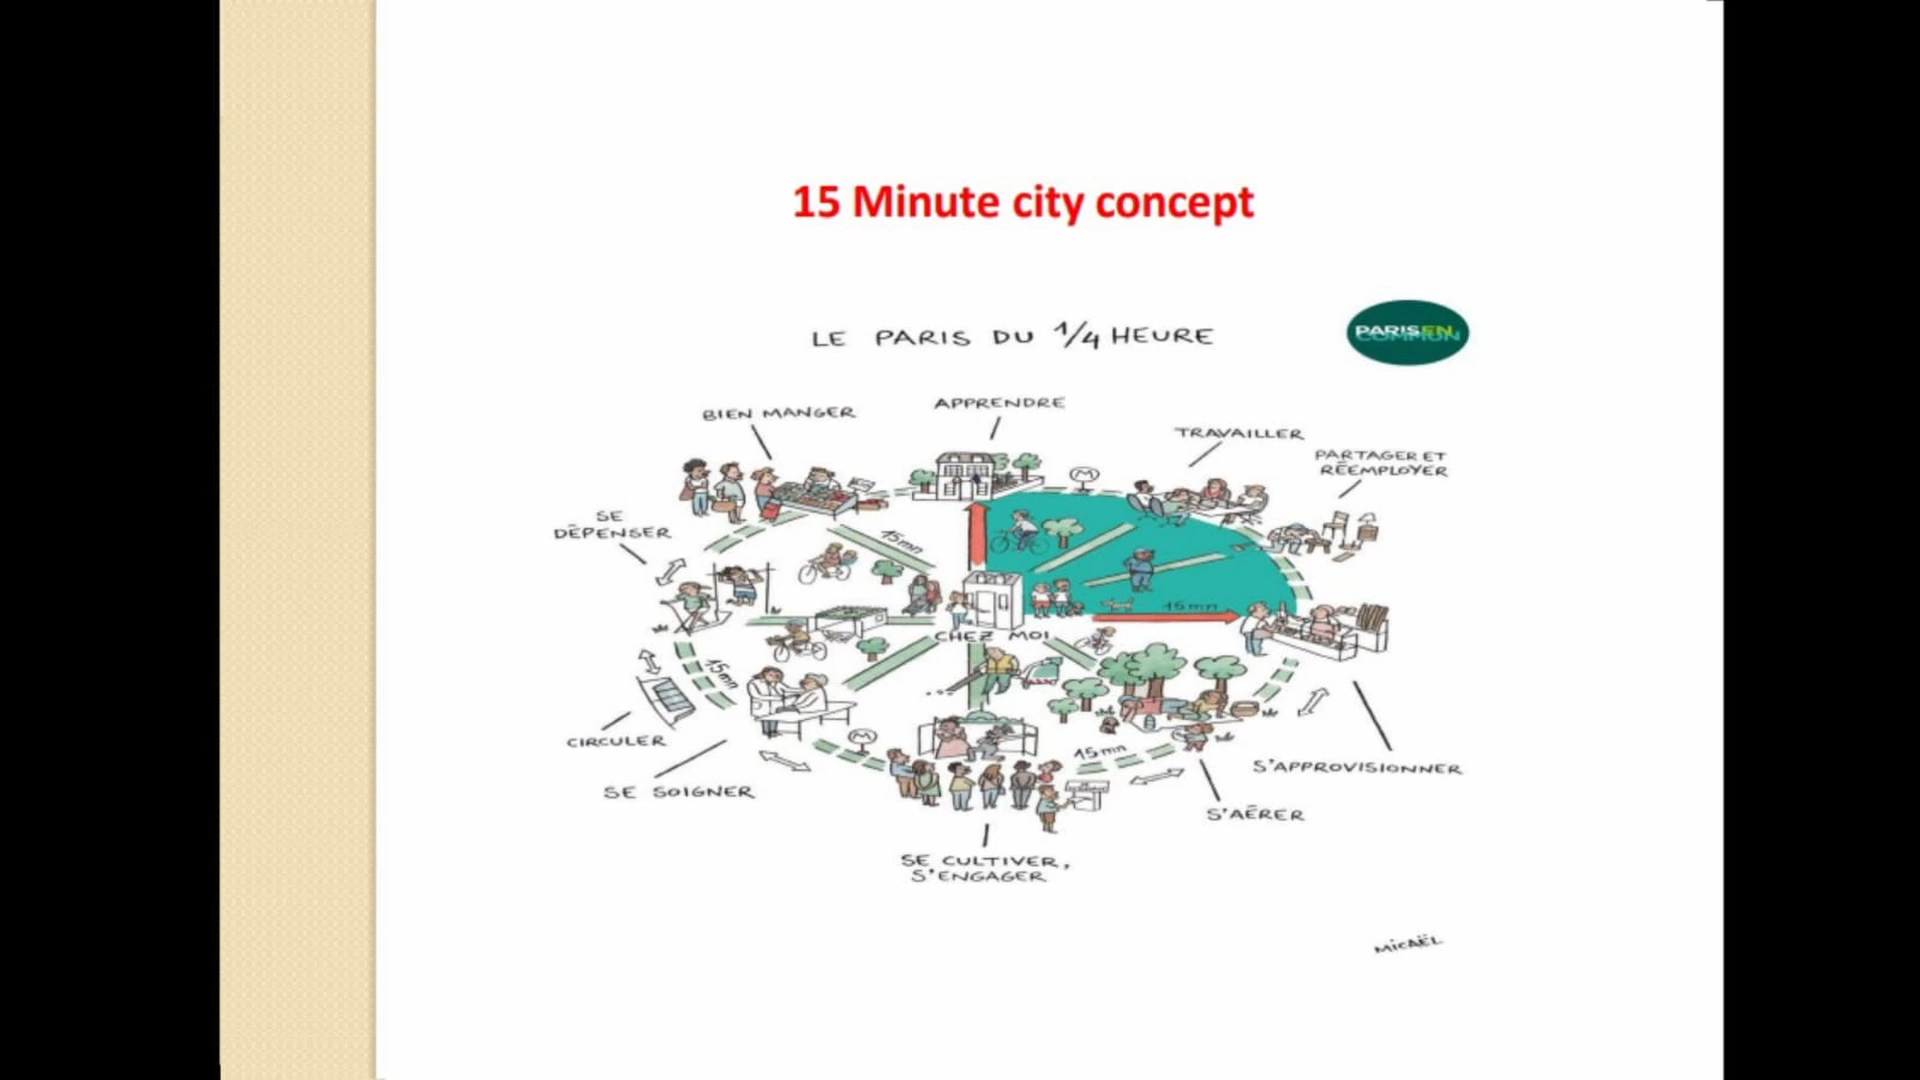 15 Minute city concept
LE PARIS DU 1/4 HEURE
PARIS EN
COMMUN
BIEN MANGER
APPRENDRE
TRAVAILLER
PARTAGER ET
RÉEMPLOYER
SE
DÉPENSER
M
15mn
15mn
CHEZ MOI
15mn
CIRCULER
M
15mn
SE SOIGNER
S'APPROVISIONNER
S'AÉRER
SE CULTIVER,
S'ENGAGER
MICAËL